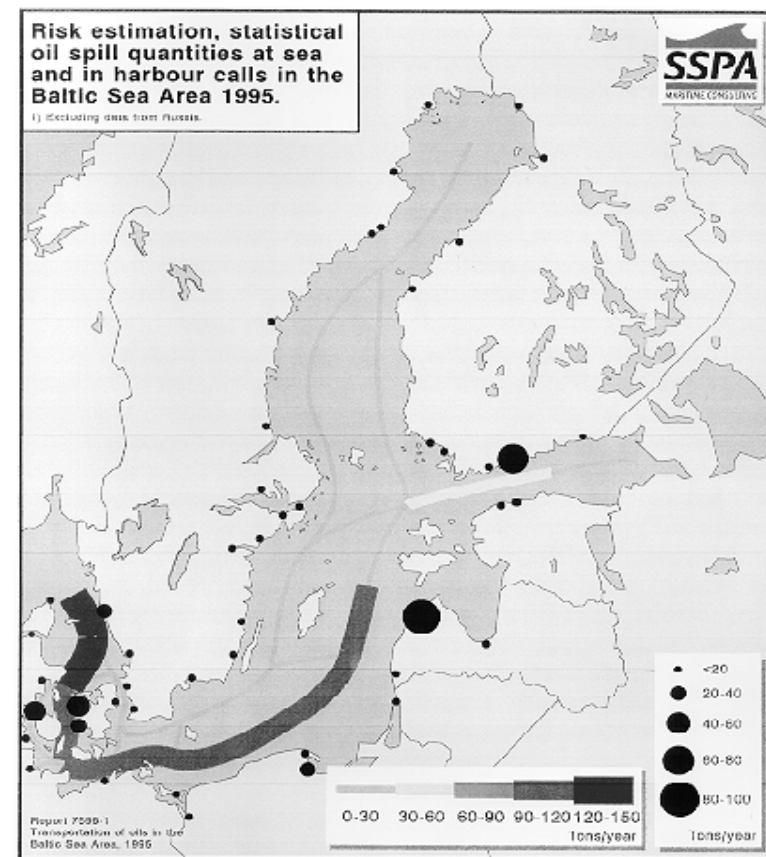 Risk estimation, statistical
oil spill quantities at sea
and in harbour calls in the
Baltic Sea Area 1995.
1) Excluding data from Russia.
SSPA
MARITIME CONSULTING
<20
20-40
40-60
60-80
80-100
Tons/year
0-30 30-60 60-90 90-120 120-150
Tons/year
Report 7596-1
Transportation of oils in the
Baltic Sea Area, 1995